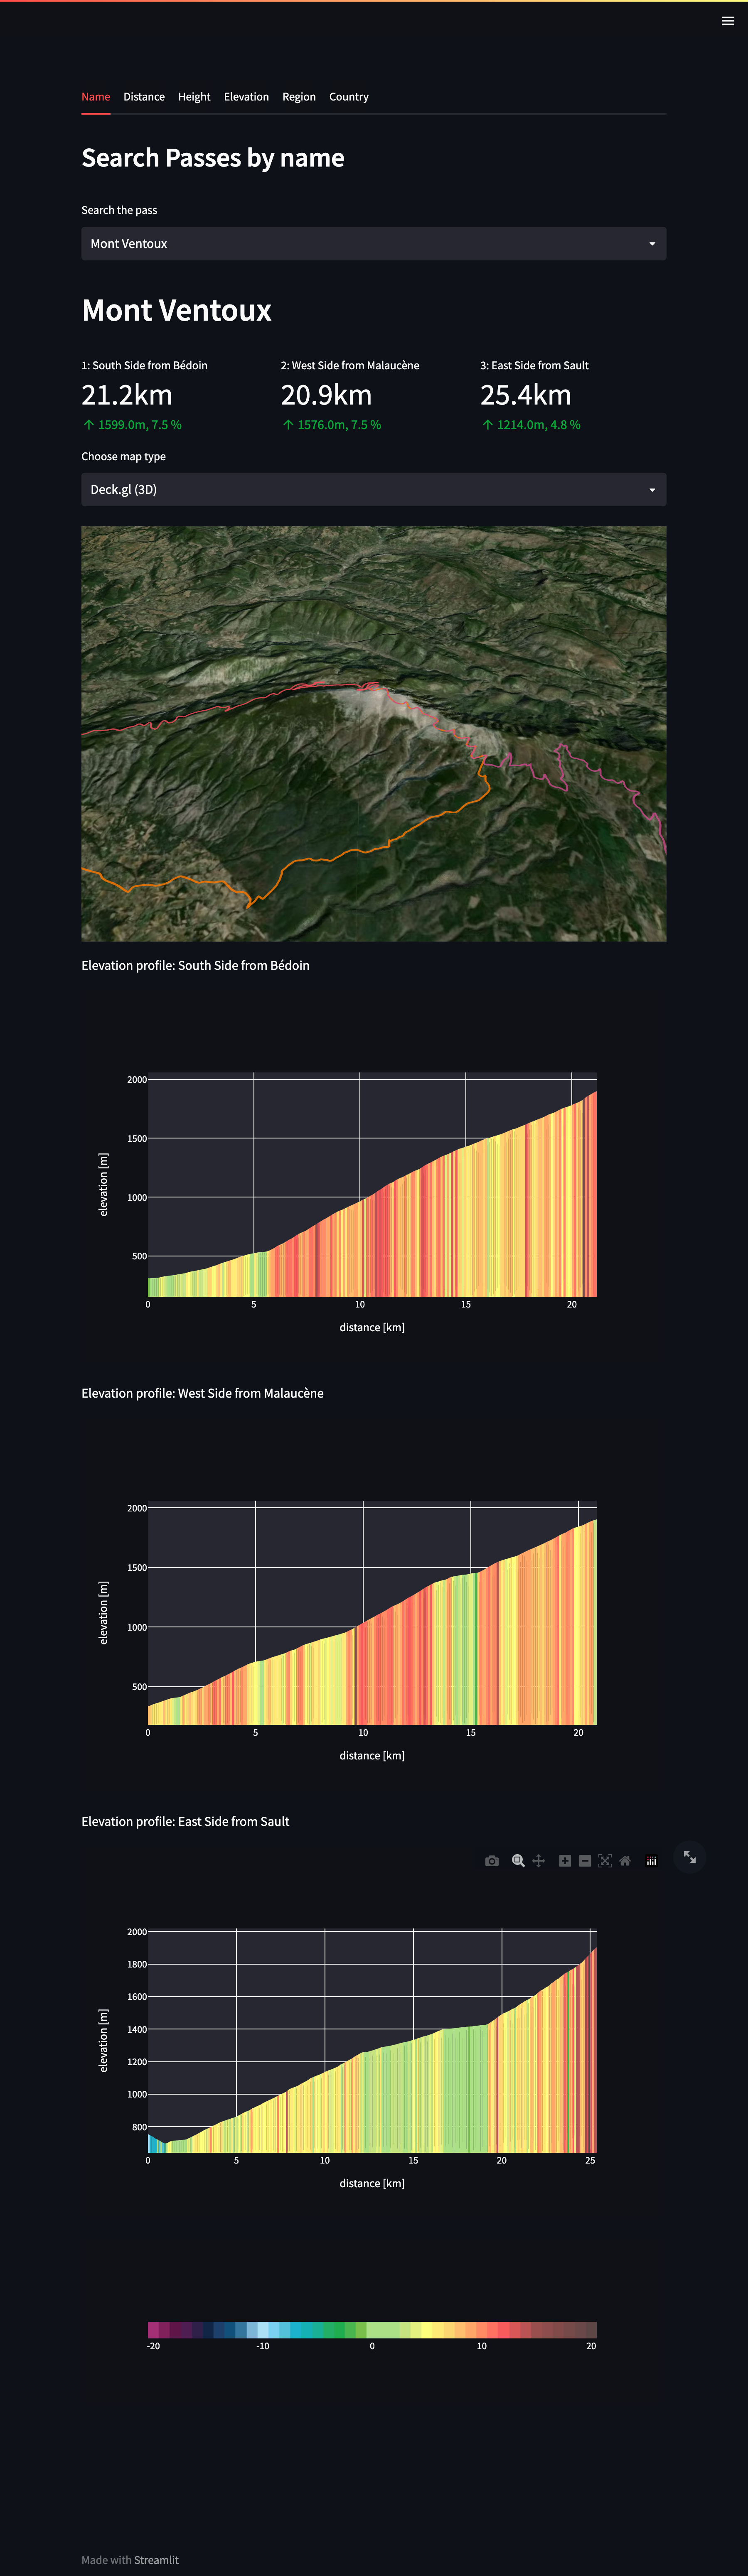 Name Distance Height Elevation Region Country
Search Passes by name
Search the pass
Mont Ventoux
Mont Ventoux
1: South Side from Bédoin 2: West Side from Malaucène 3: East Side from Sault
21.2km 20.9km 25.4km
↑ 1599.0m, 7.5 % ↑ 1576.0m, 7.5 % ↑ 1214.0m, 4.8 %
Choose map type
Deck.gl (3D)
Elevation profile: South Side from Bédoin
2000
1500
1000
500
elevation [m]
0 5 10 15 20
distance [km]
Elevation profile: West Side from Malaucène
2000
1500
1000
500
elevation [m]
0 5 10 15 20
distance [km]
Elevation profile: East Side from Sault
2000
1800
1600
1400
1200
1000
800
elevation [m]
0 5 10 15 20 25
distance [km]
-20 -10 0 10 20
Made with Streamlit